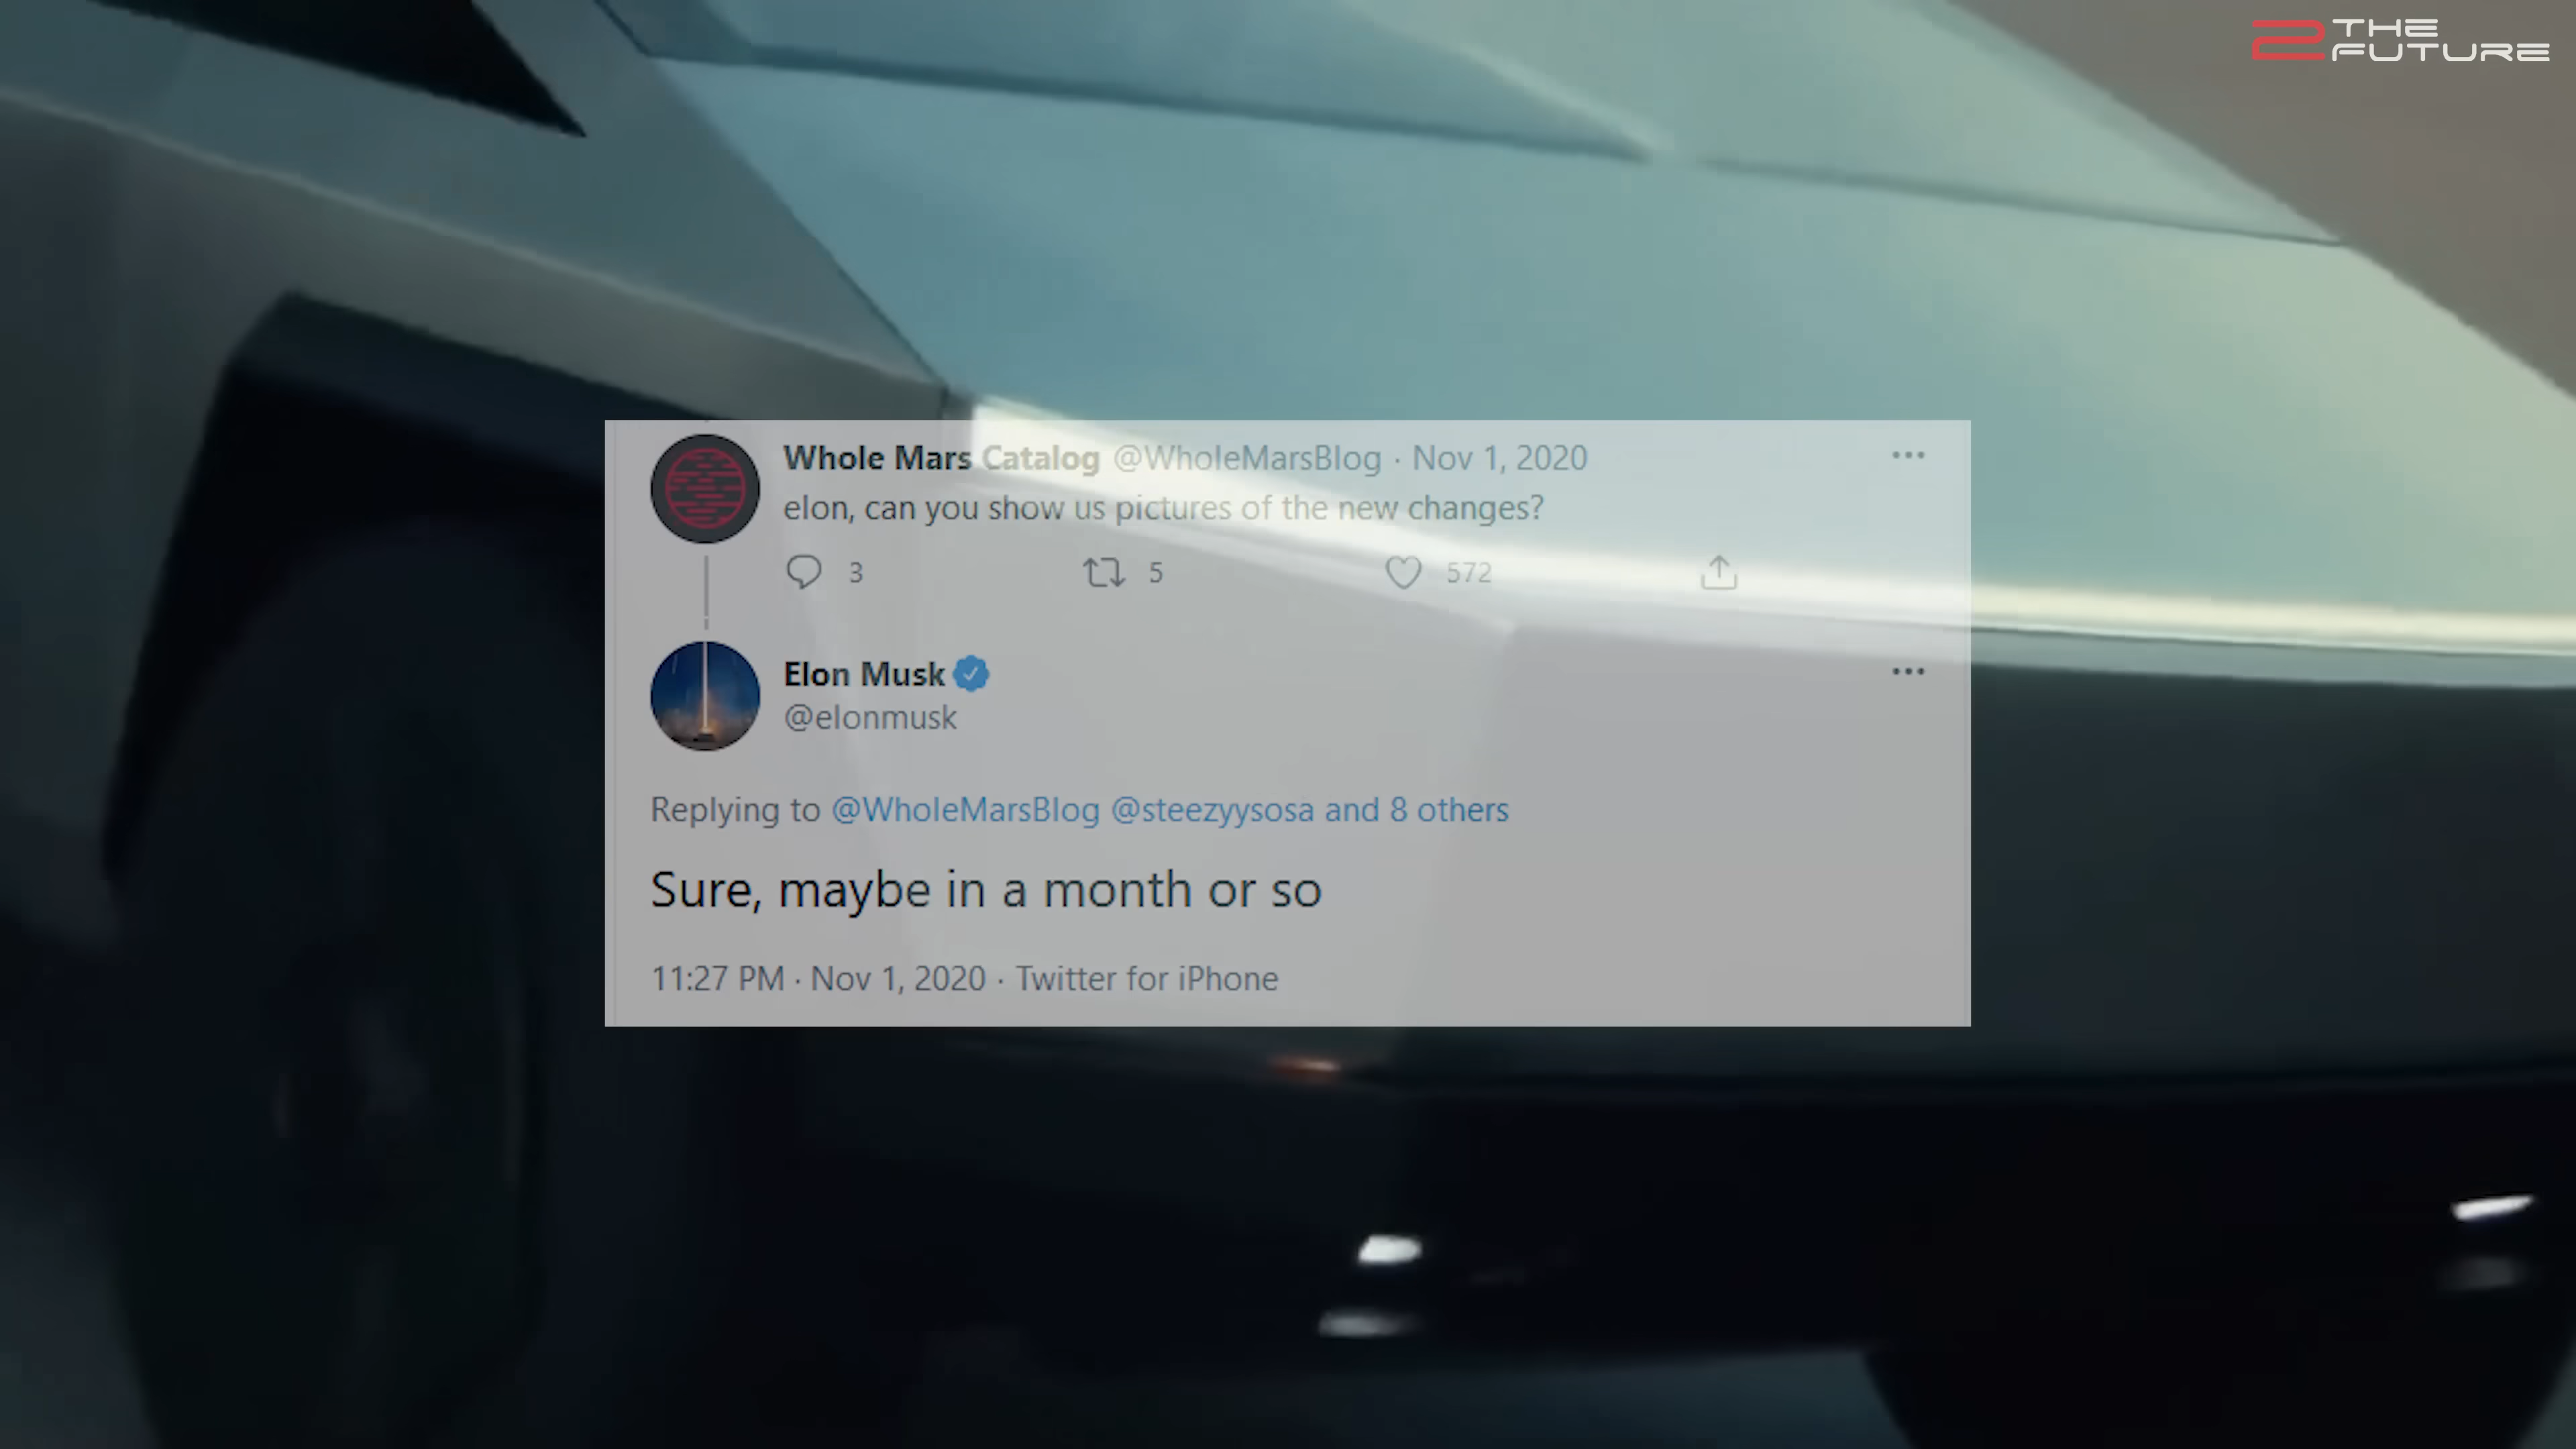 2 THE
FUTURE
Whole Mars Catalog @WholeMarsBlog · Nov 1, 2020
elon, can you show us pictures of the new changes?
3 5 572
Elon Musk
@elonmusk
Replying to @WholeMarsBlog @steezyysosa and 8 others
Sure, maybe in a month or so
11:27 PM · Nov 1, 2020 · Twitter for iPhone